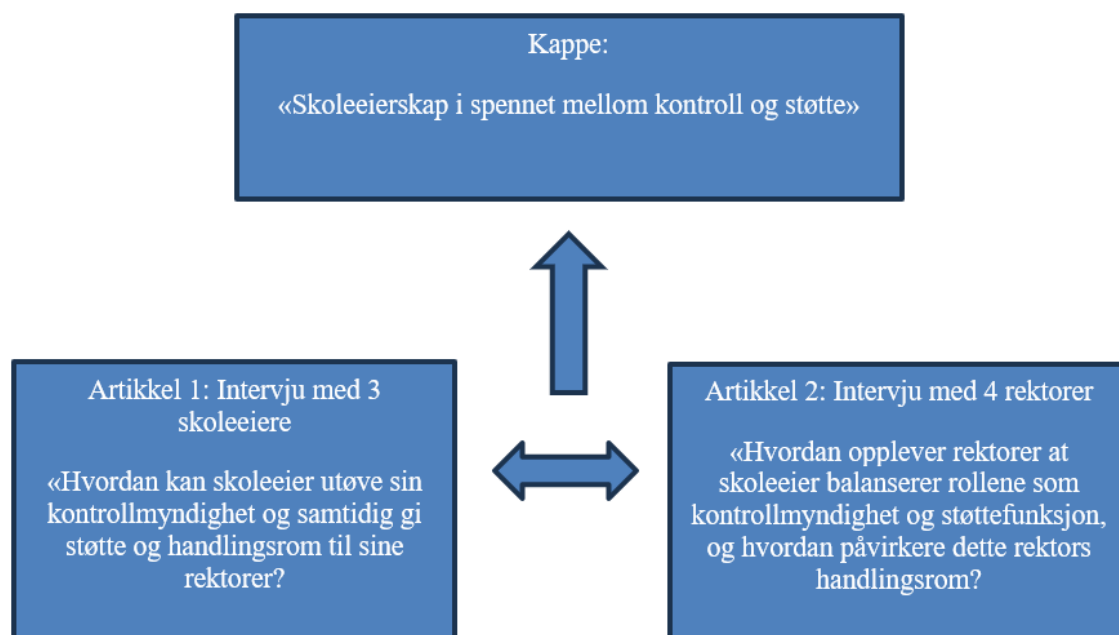 Kappe:
«Skoleeierskap i spennet mellom kontroll og støtte»
Artikkel 1: Intervju med 3
skoleeiere
«Hvordan kan skoleeier utøve sin
kontrollmyndighet og samtidig gi
støtte og handlingsrom til sine
rektorer?
Artikkel 2: Intervju med 4 rektorer
«Hvordan opplever rektorer at
skoleeier balanserer rollene som
kontrollmyndighet og støttefunksjon,
og hvordan påvirkere dette rektors
handlingsrom?